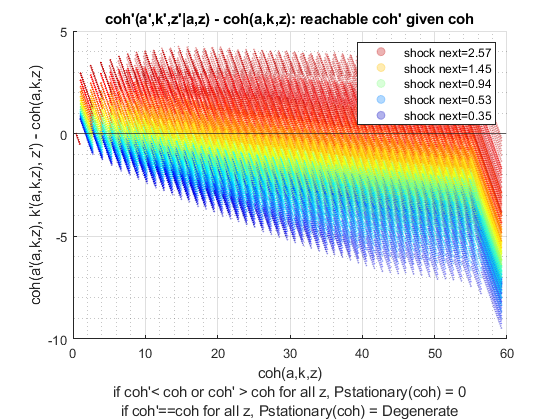 coh'(a',k',z'|a,z) - coh(a,k,z): reachable coh' given coh
shock next=2.57
shock next=1.45
shock next=0.94
shock next=0.53
shock next=0.35
coh(a'(a,k,z), k'(a,k,z), z') - coh(a,k,z)
5
0
-5
-10
0 10 20 30 40 50 60
coh(a,k,z)
if coh'< coh or coh' > coh for all z, Pstationary(coh) = 0
if coh'==coh for all z, Pstationary(coh) = Degenerate